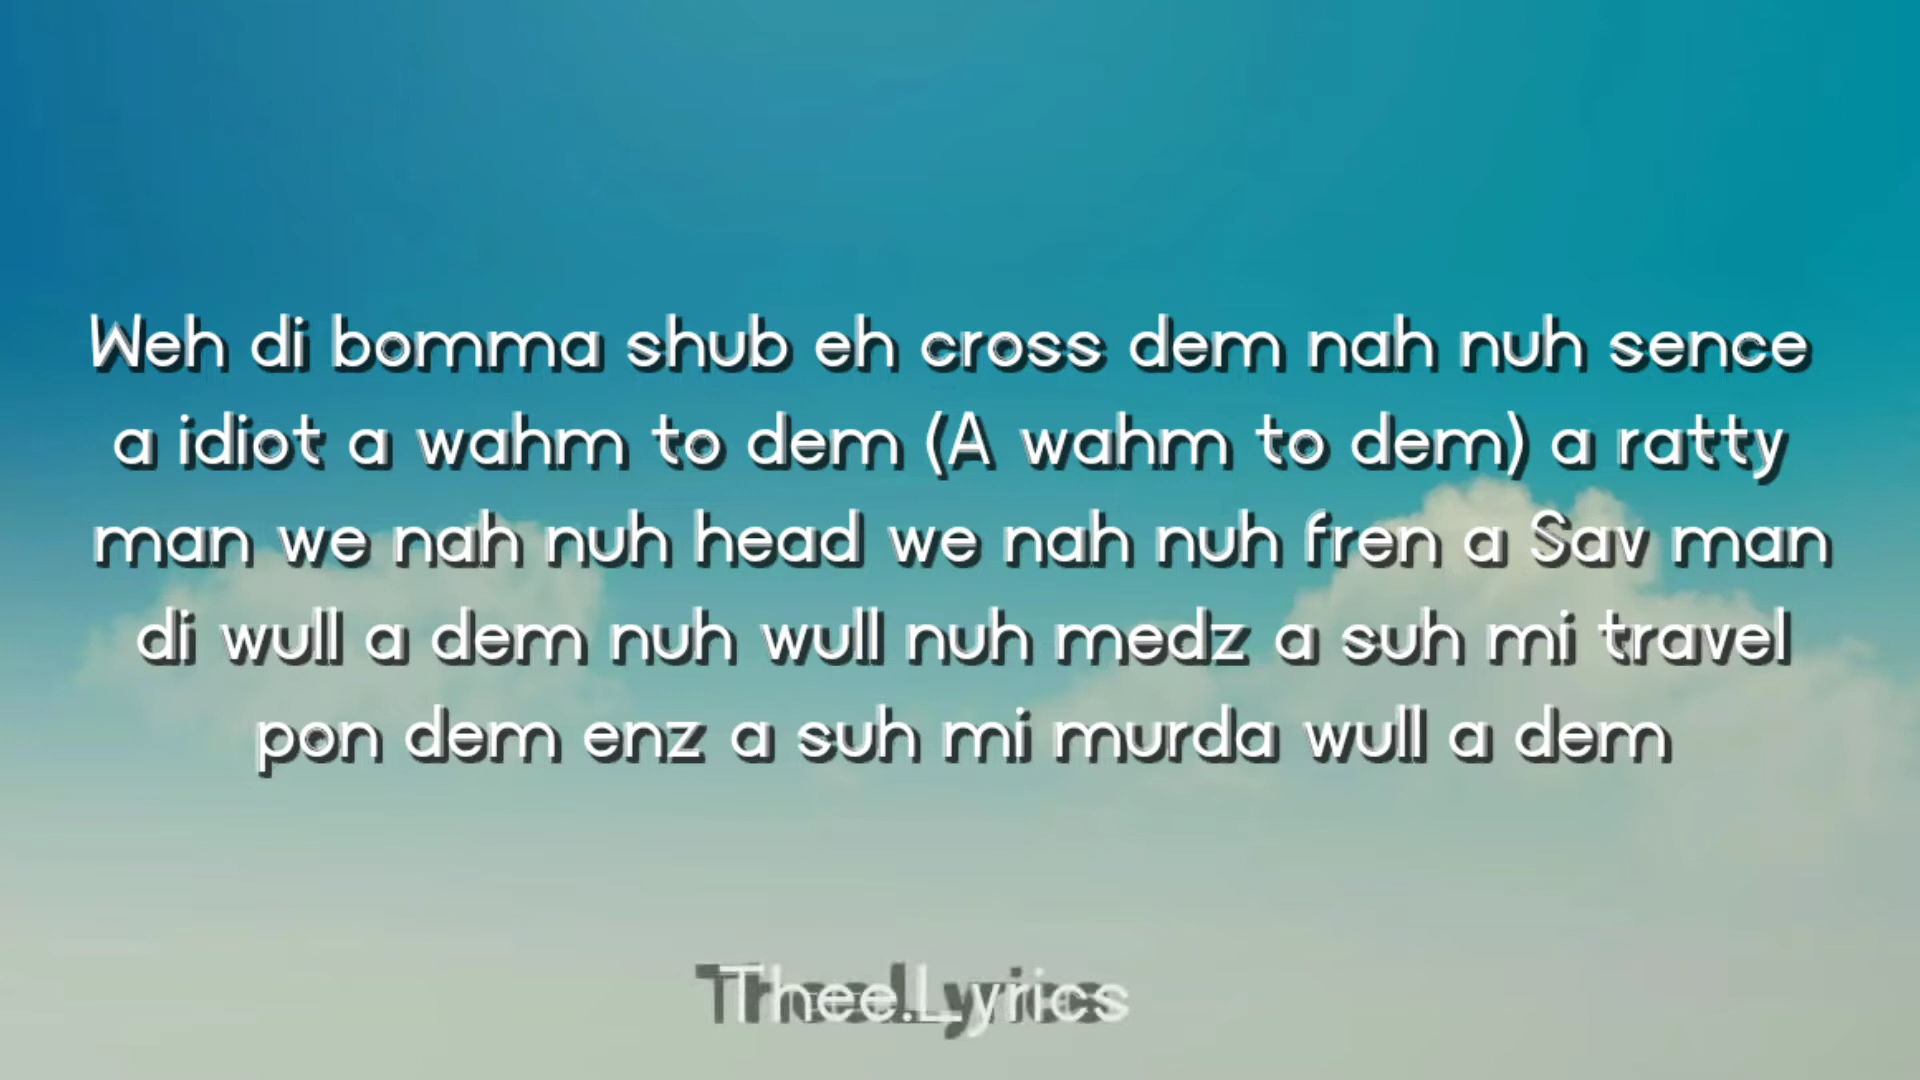 Weh di bomma shub eh cross dem nah nuh sence
a idiot a wahm to dem (A wahm to dem) a ratty
man we nah nuh head we nah nuh fren a Sav man
di wull a dem nuh wull nuh medz a suh mi travel
pon dem enz a suh mi murda wull a dem
Thee.Lyrics